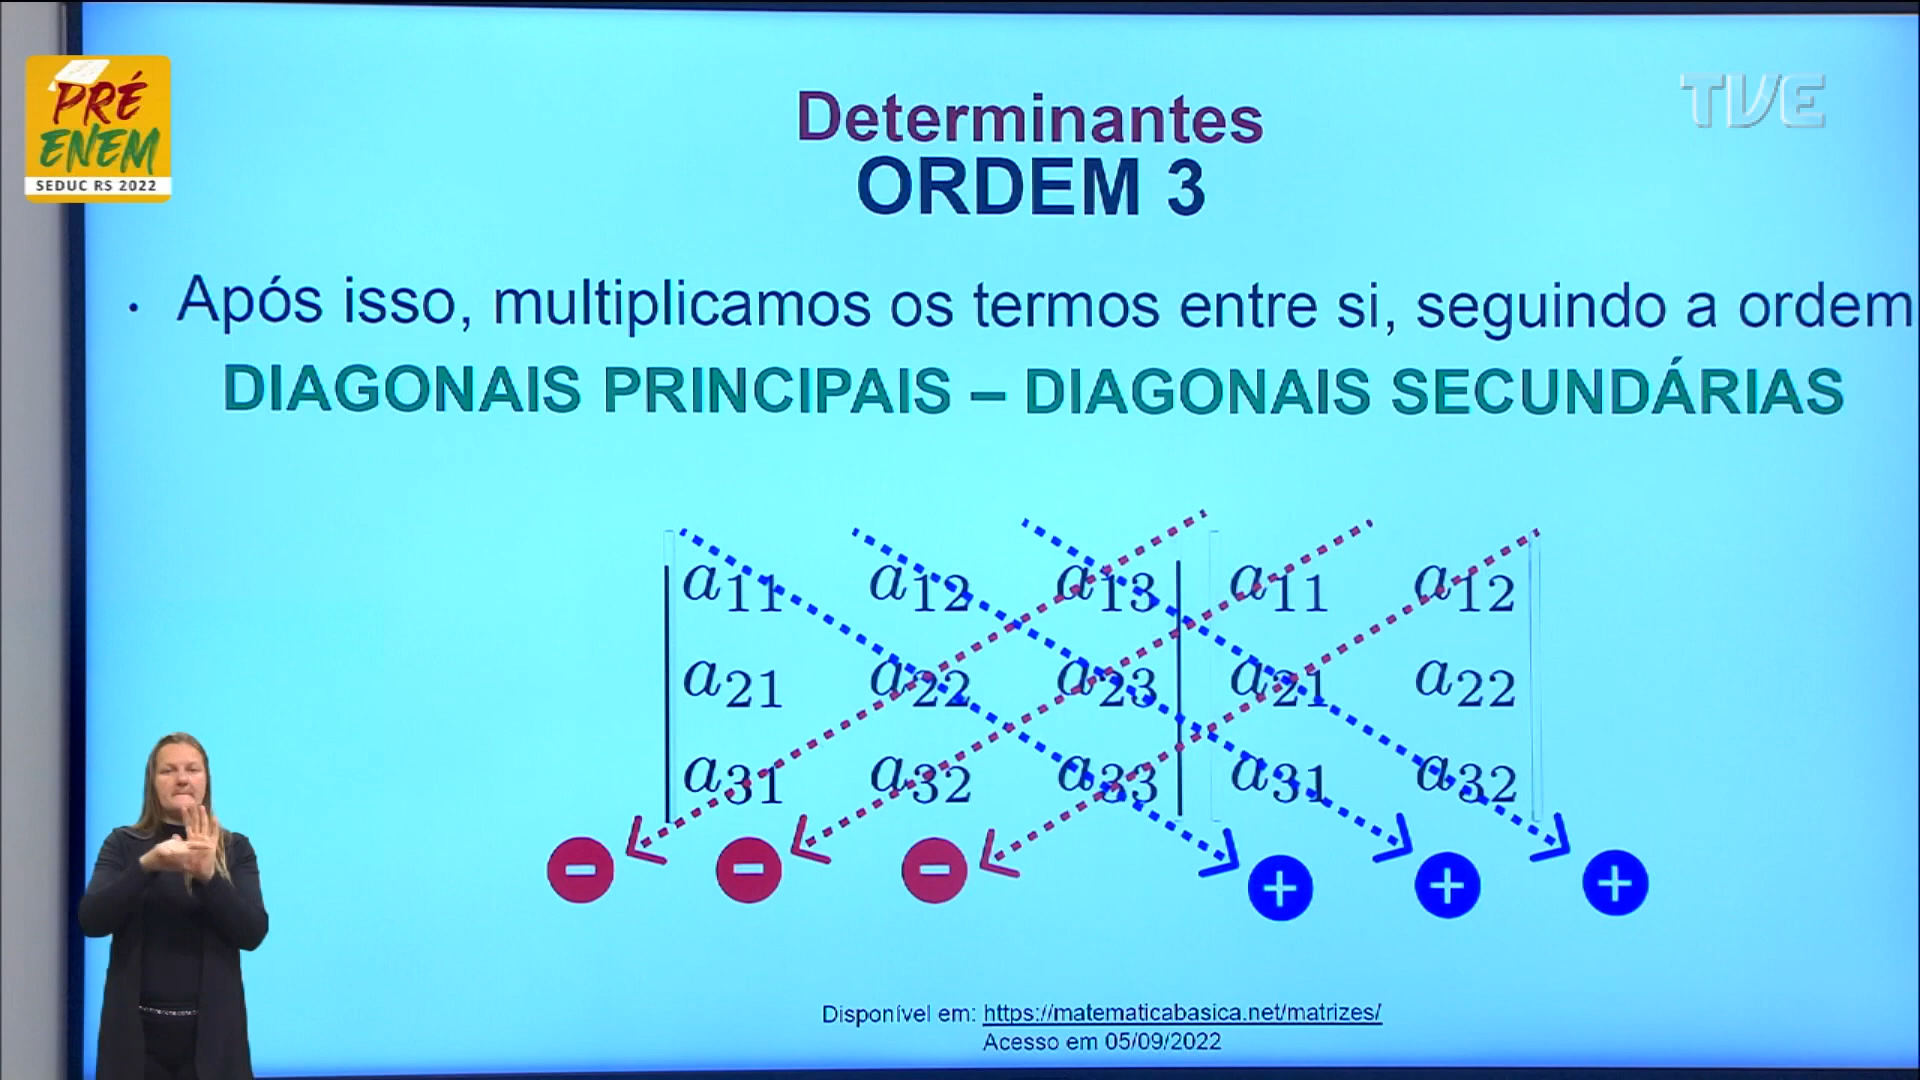 PRÉ
ENEM
SEDUC RS 2022
TVE
Determinantes
ORDEM 3
• Após isso, multiplicamos os termos entre si, seguindo a ordem
DIAGONAIS PRINCIPAIS – DIAGONAIS SECUNDÁRIAS
a11 a12 a13 a11 a12
a21 a22 a23 a21 a22
a31 a32 a33 a31 a32
− − − + + +
Disponível em: https://matematicabasica.net/matrizes/
Acesso em 05/09/2022